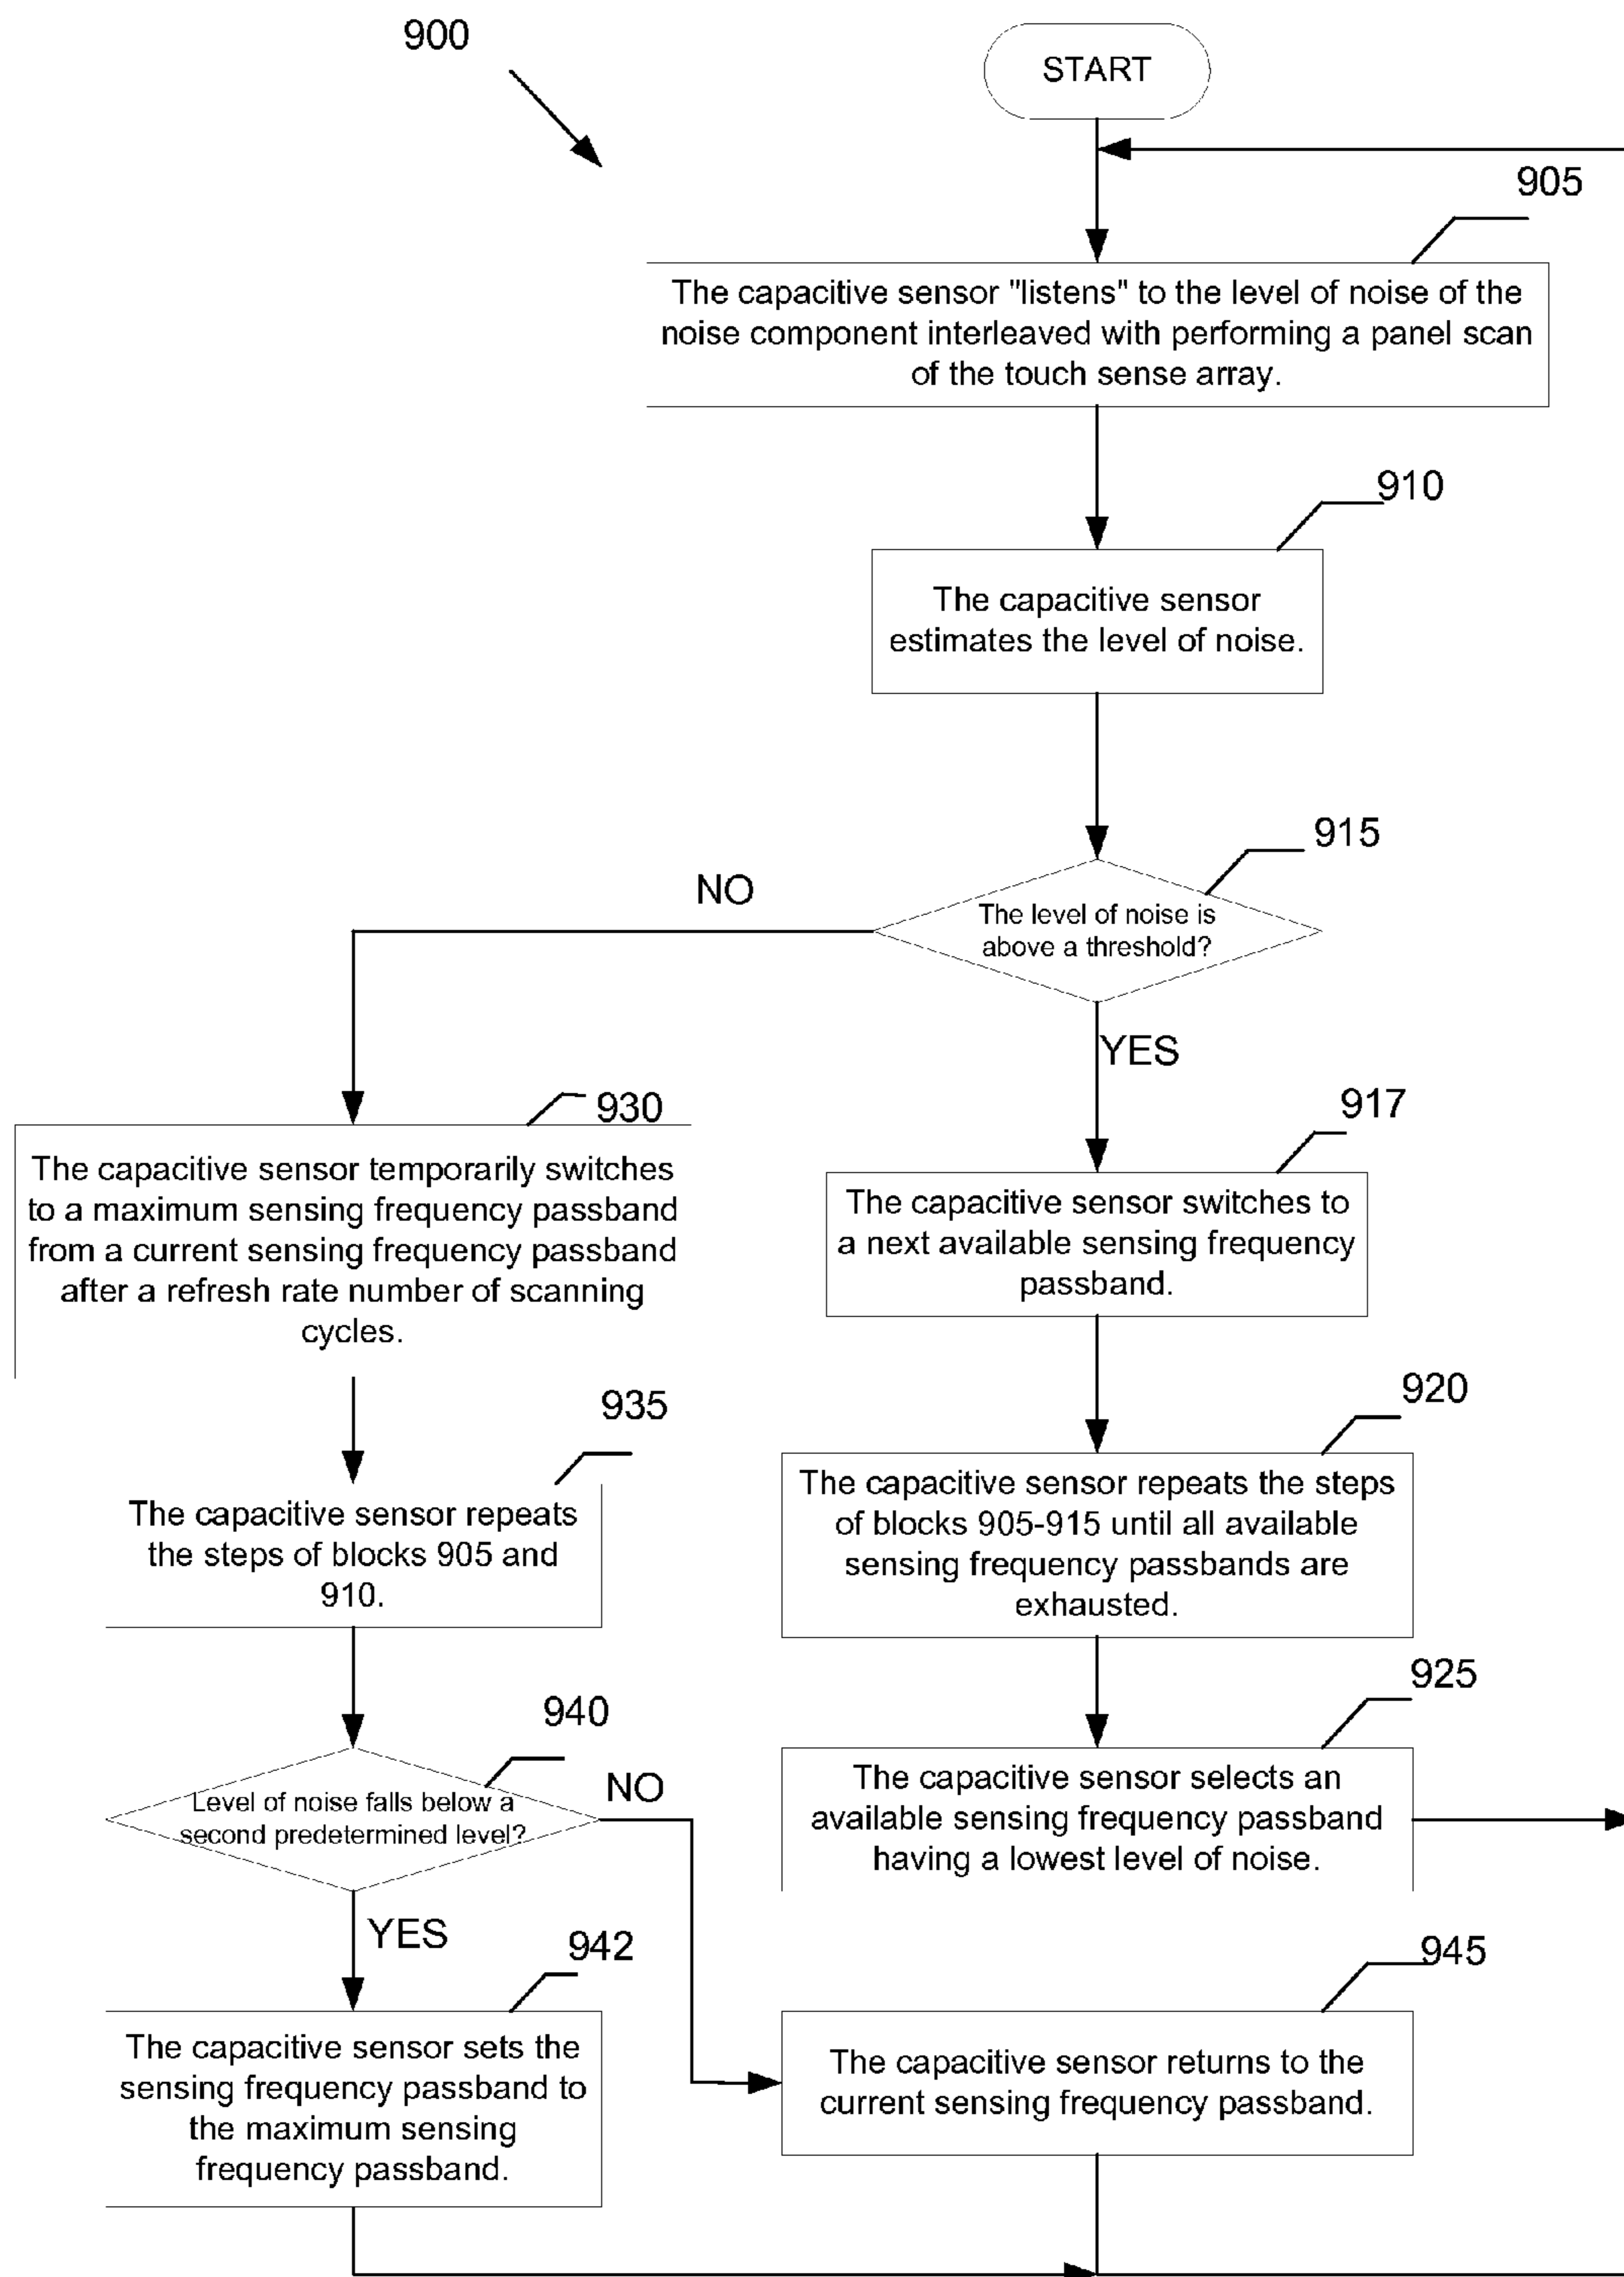 900
START
905
The capacitive sensor "listens" to the level of noise of the
noise component interleaved with performing a panel scan
of the touch sense array.
910
The capacitive sensor
estimates the level of noise.
915
The level of noise is
above a threshold?
NO
YES
930
The capacitive sensor temporarily switches
to a maximum sensing frequency passband
from a current sensing frequency passband
after a refresh rate number of scanning
cycles.
917
The capacitive sensor switches to
a next available sensing frequency
passband.
935
The capacitive sensor repeats
the steps of blocks 905 and
910.
920
The capacitive sensor repeats the steps
of blocks 905-915 until all available
sensing frequency passbands are
exhausted.
940
Level of noise falls below a
second predetermined level?
NO
YES
925
The capacitive sensor selects an
available sensing frequency passband
having a lowest level of noise.
942
The capacitive sensor sets the
sensing frequency passband to
the maximum sensing
frequency passband.
945
The capacitive sensor returns to the
current sensing frequency passband.